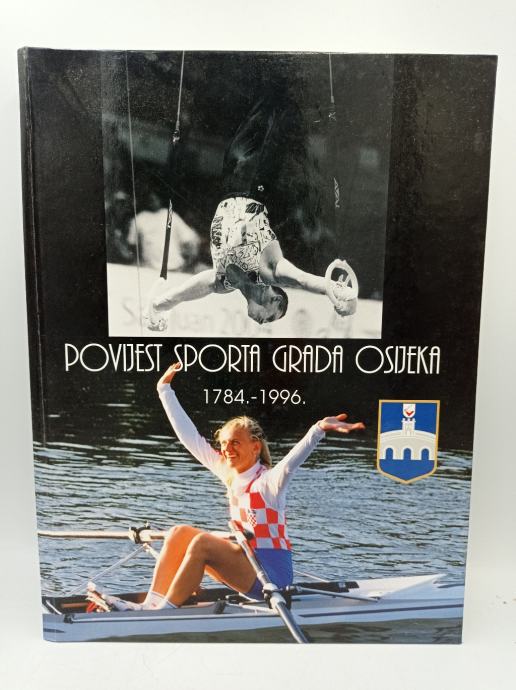 POVIJEST SPORTA GRADA OSIJEKA
1784.-1996.